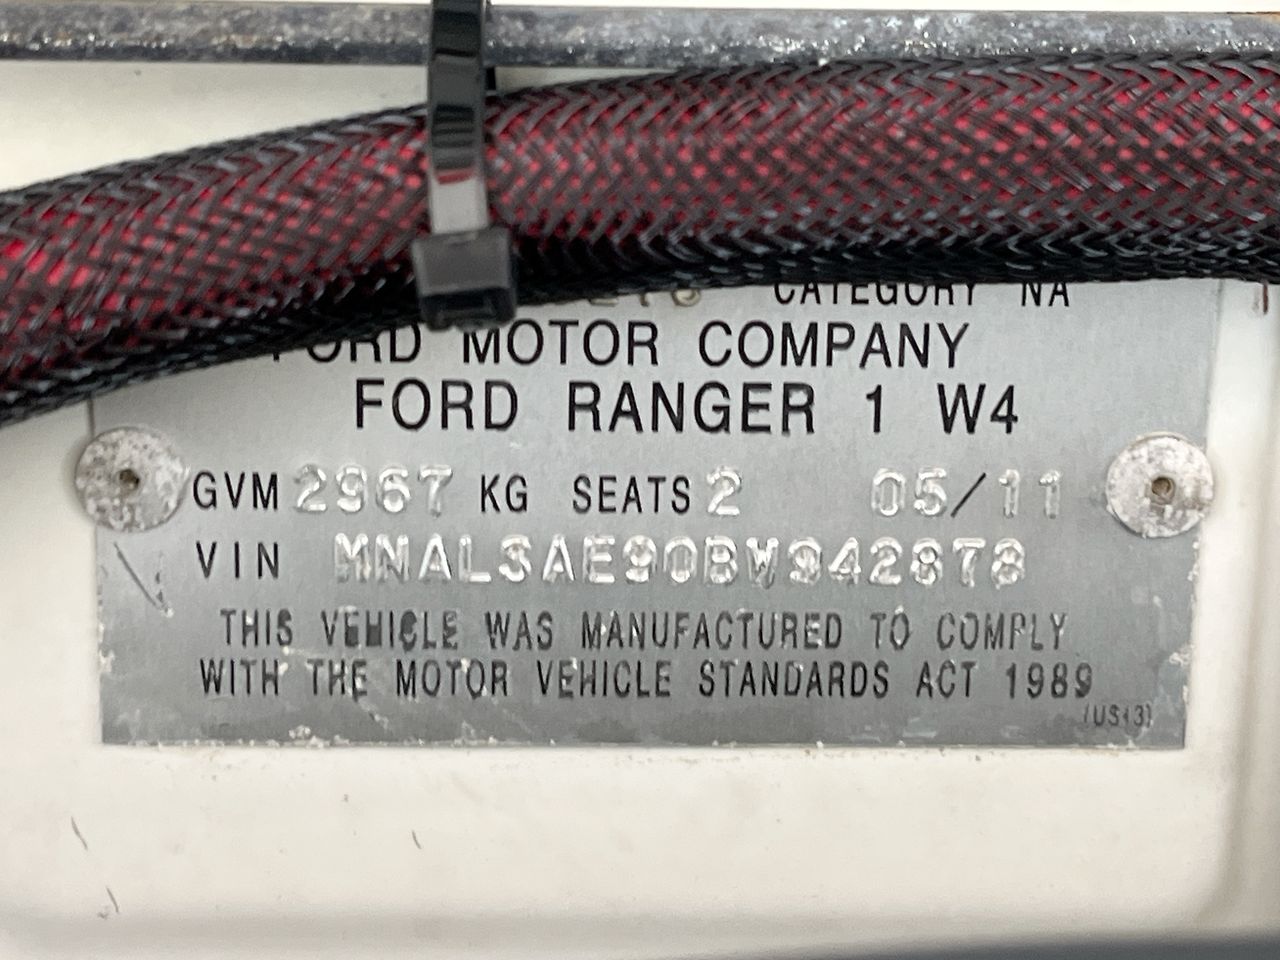 CATEGORY NA
FORD MOTOR COMPANY
FORD RANGER 1 W4
GVM 2967 KG SEATS 2 05/11
VIN MNALSAE90BW942878
THIS VEHICLE WAS MANUFACTURED TO COMPLY
WITH THE MOTOR VEHICLE STANDARDS ACT 1989